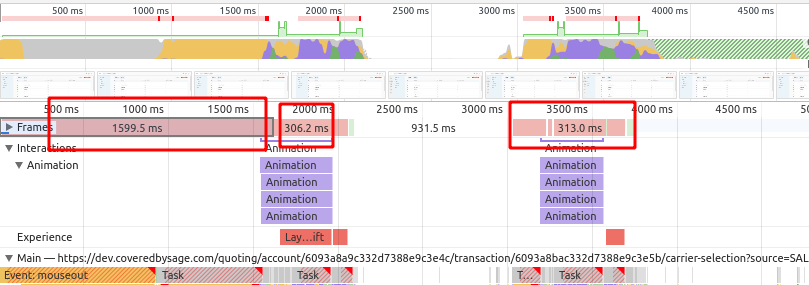 500 ms 1000 ms 1500 ms 2000 ms 2500 ms 3000 ms 3500 ms 4000 ms 4500 ms
500 ms 1000 ms 1500 ms 2000 ms 2500 ms 3000 ms 3500 ms 4000 ms 4500 ms
Frames 1599.5 ms 306.2 ms 931.5 ms 313.0 ms
Interactions Animation Animation
Animation Animation Animation
Animation Animation
Animation Animation
Animation Animation
Experience Lay...ift
Main — https://dev.coveredbysage.com/quoting/account/6093a8a9c332d7388e9c3e4c/transaction/6093a8bac332d7388e9c3e5b/carrier-selection?source=SAL
Event: mouseout Task Task T... Task